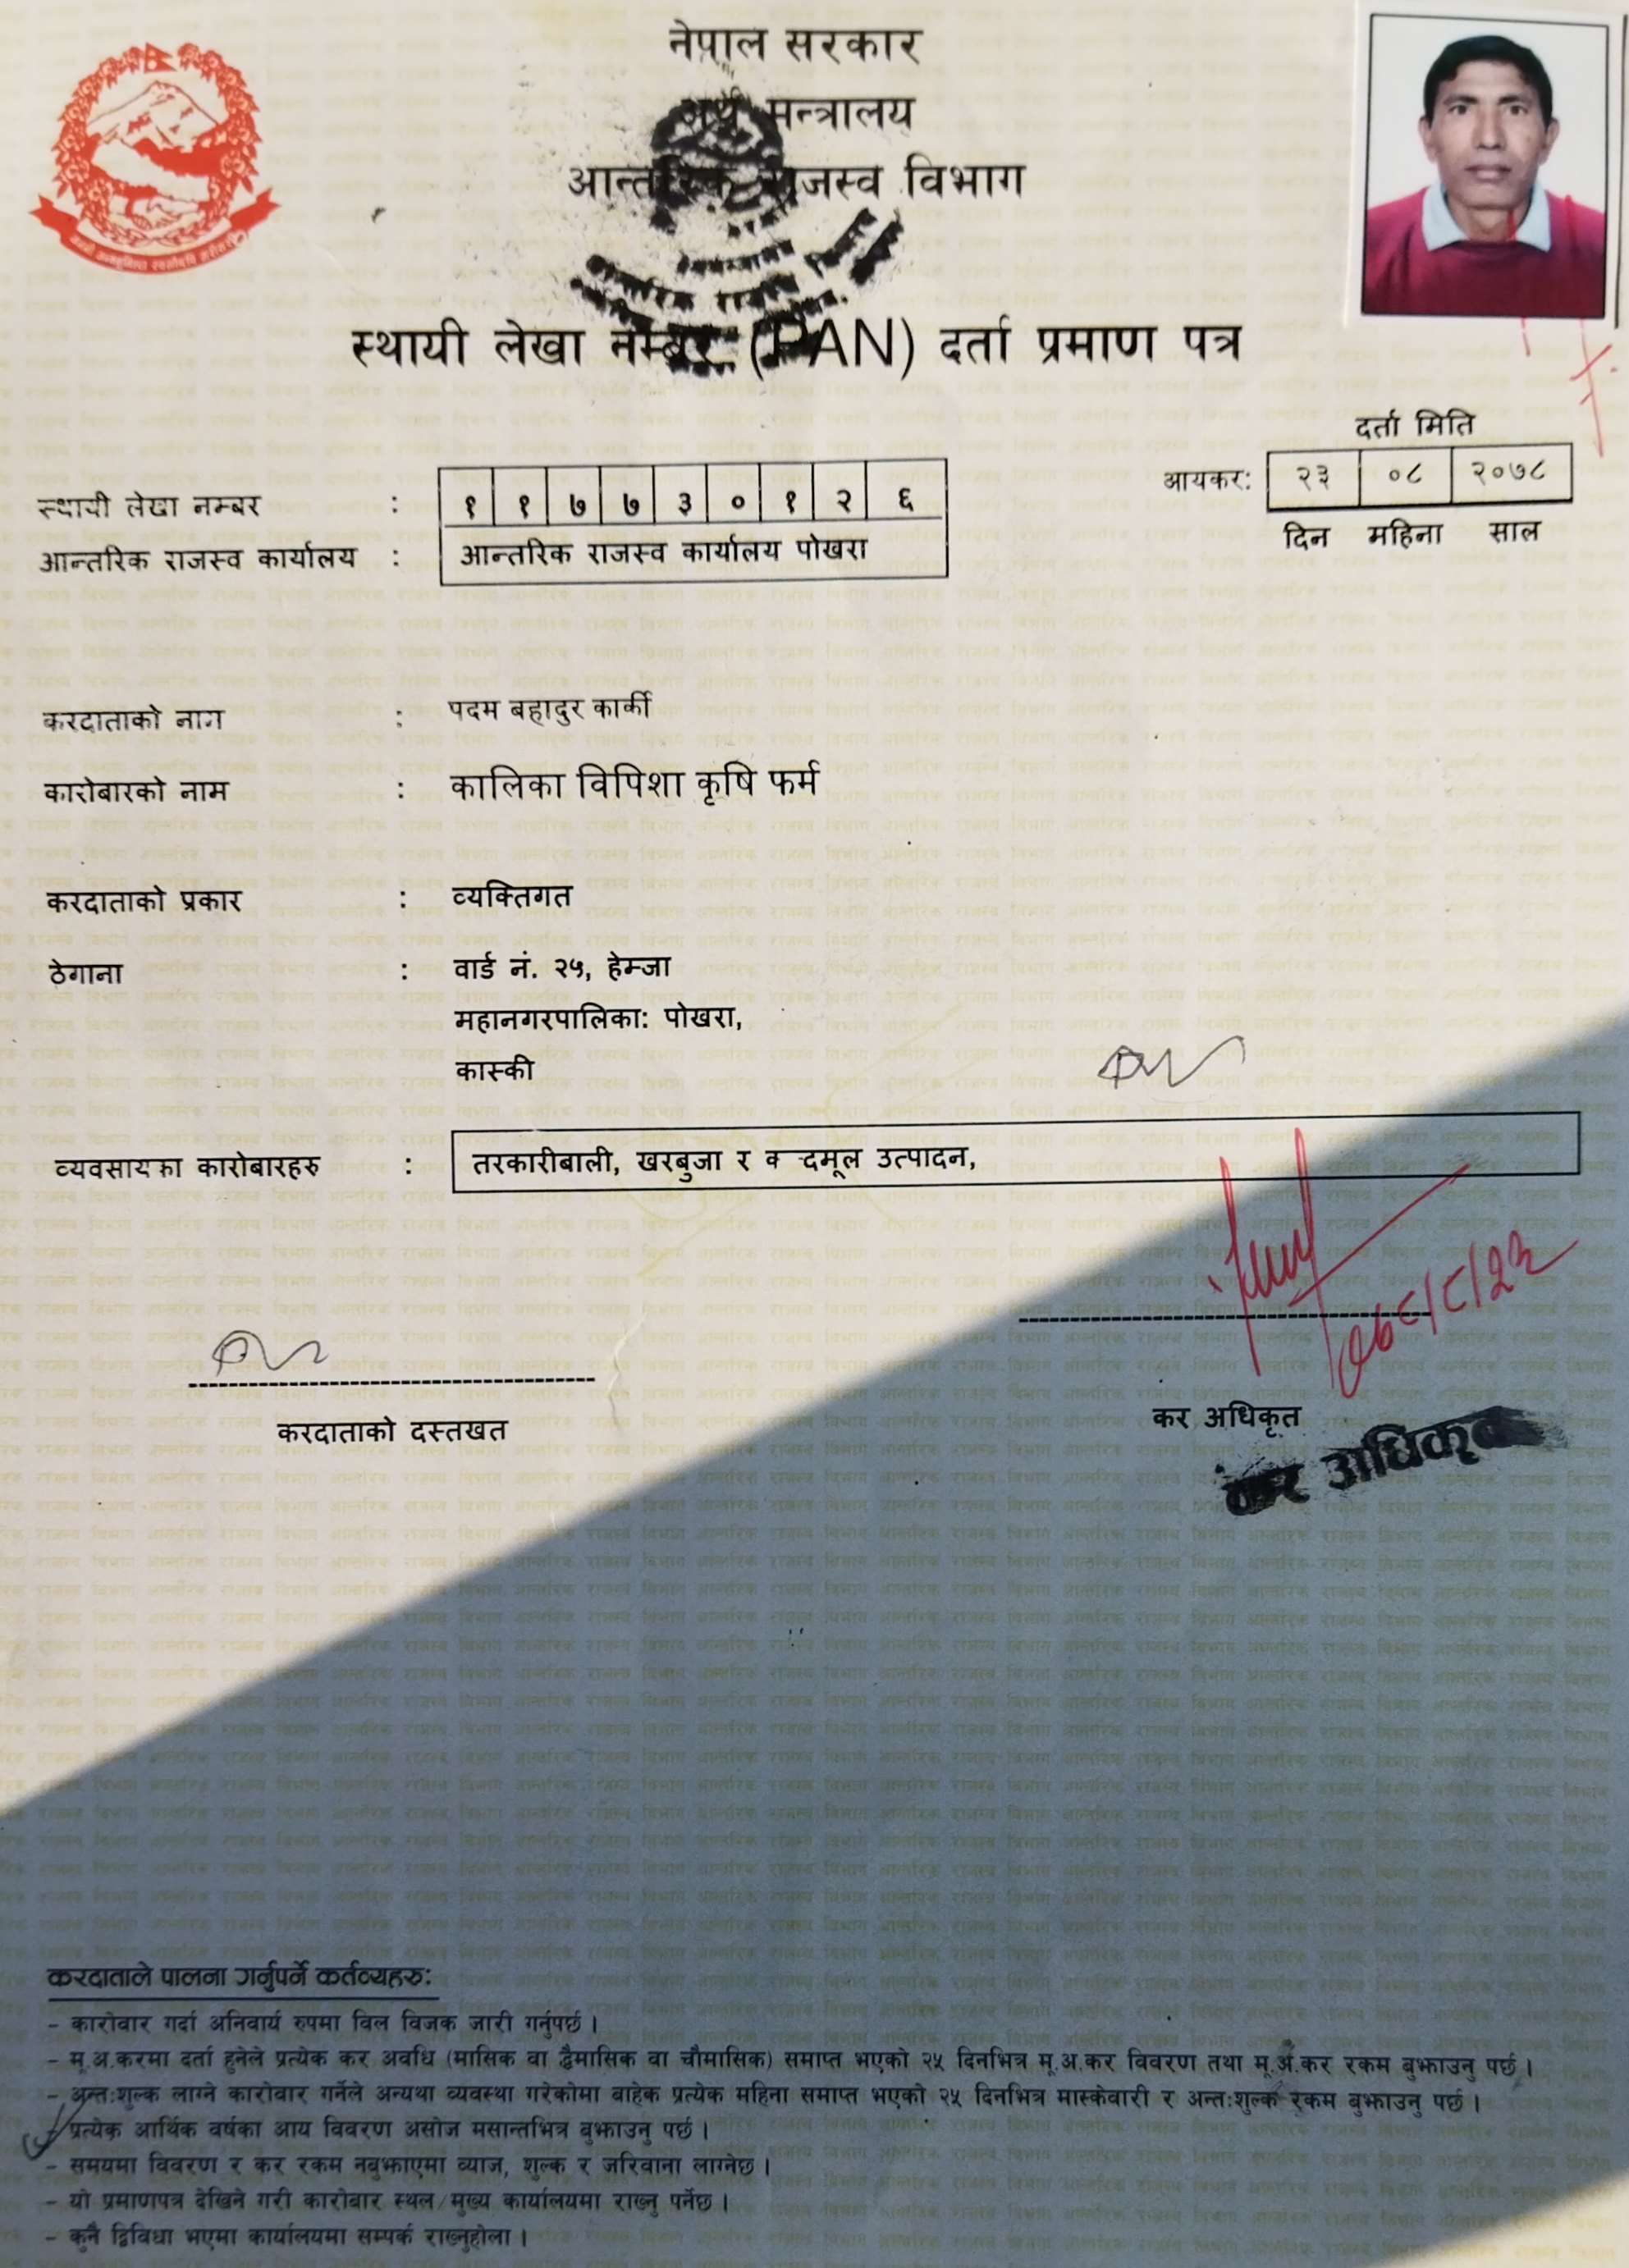 नेपाल सरकार
अर्थ मन्त्रालय
आन्तरिक राजस्व विभाग
स्थायी लेखा नम्बर (PAN) दर्ता प्रमाण पत्र
दर्ता मिति
आयकर: २३ ०८ २०७८
दिन महिना साल
स्थायी लेखा नम्बर : १ १ ७ ७ ३ ० १ २ ६
आन्तरिक राजस्व कार्यालय : आन्तरिक राजस्व कार्यालय पोखरा
करदाताको नाम : पदम बहादुर कार्की
कारोबारको नाम : कालिका विपिशा कृषि फर्म
करदाताको प्रकार : व्यक्तिगत
ठेगाना : वार्ड नं. २५, हेम्जा
महानगरपालिका: पोखरा,
कास्की
व्यवसायका कारोबारहरु : तरकारीबाली, खरबुजा र कन्दमूल उत्पादन,
०७८/८/२३
करदाताको दस्तखत
कर अधिकृत
कर अधिकृत
करदाताले पालना गर्नुपर्ने कर्तव्यहरु:
- कारोवार गर्दा अनिवार्य रुपमा विल विजक जारी गर्नुपर्छ ।
- मू.अ.करमा दर्ता हुनेले प्रत्येक कर अवधि (मासिक वा द्वैमासिक वा चौमासिक) समाप्त भएको २५ दिनभित्र मू.अ.कर विवरण तथा मू.अ.कर रकम बुझाउनु पर्छ ।
- अन्त:शुल्क लाग्ने कारोवार गर्नेले अन्यथा व्यवस्था गरेकोमा बाहेक प्रत्येक महिना समाप्त भएको २५ दिनभित्र मास्केवारी र अन्त:शुल्क रकम बुझाउनु पर्छ ।
- प्रत्येक आर्थिक वर्षका आय विवरण असोज मसान्तभित्र बुझाउनु पर्छ ।
- समयमा विवरण र कर रकम नबुझाएमा व्याज, शुल्क र जरिवाना लाग्नेछ ।
- यो प्रमाणपत्र देखिने गरी कारोबार स्थल/मुख्य कार्यालयमा राख्नु पर्नेछ ।
- कुनै द्विविधा भएमा कार्यालयमा सम्पर्क राख्नुहोला ।